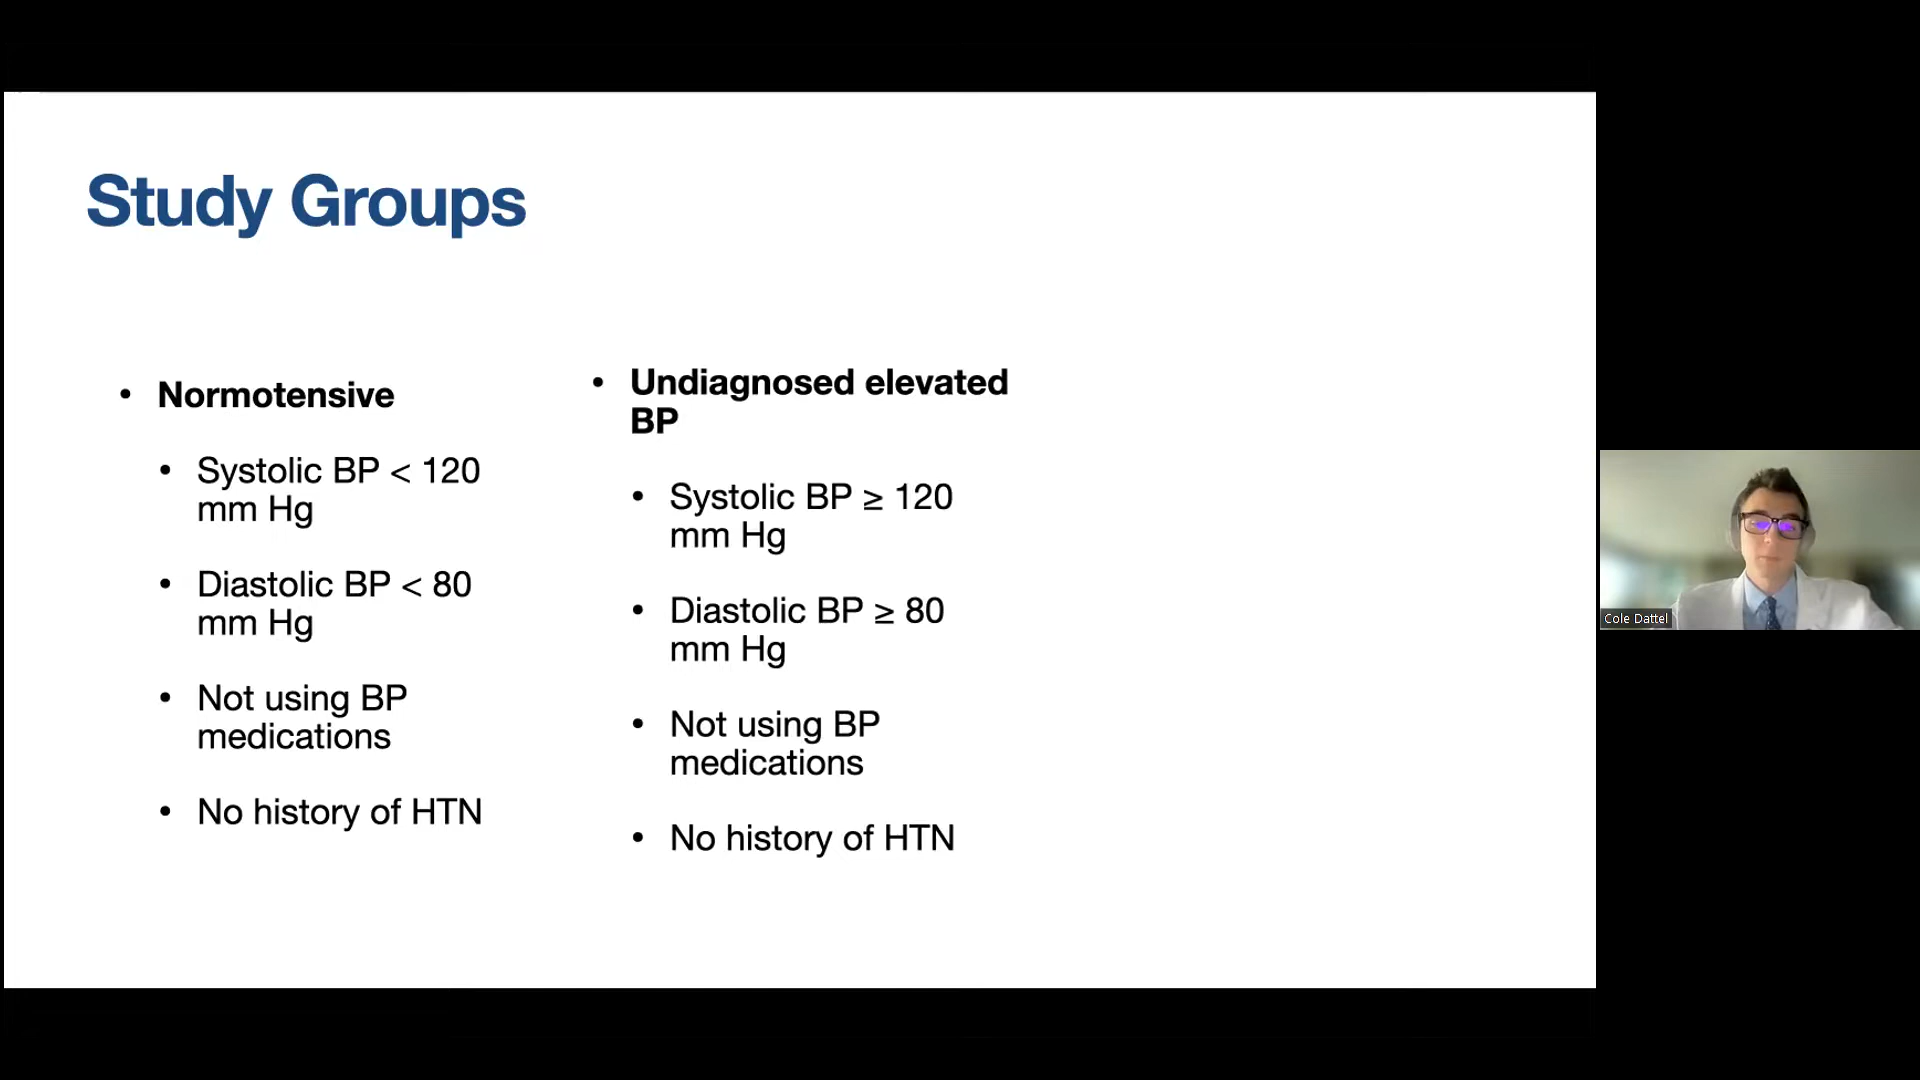 Study Groups
• Normotensive
• Systolic BP < 120
mm Hg
• Diastolic BP < 80
mm Hg
• Not using BP
medications
• No history of HTN
• Undiagnosed elevated
BP
• Systolic BP ≥ 120
mm Hg
• Diastolic BP ≥ 80
mm Hg
• Not using BP
medications
• No history of HTN
Cole Dattel